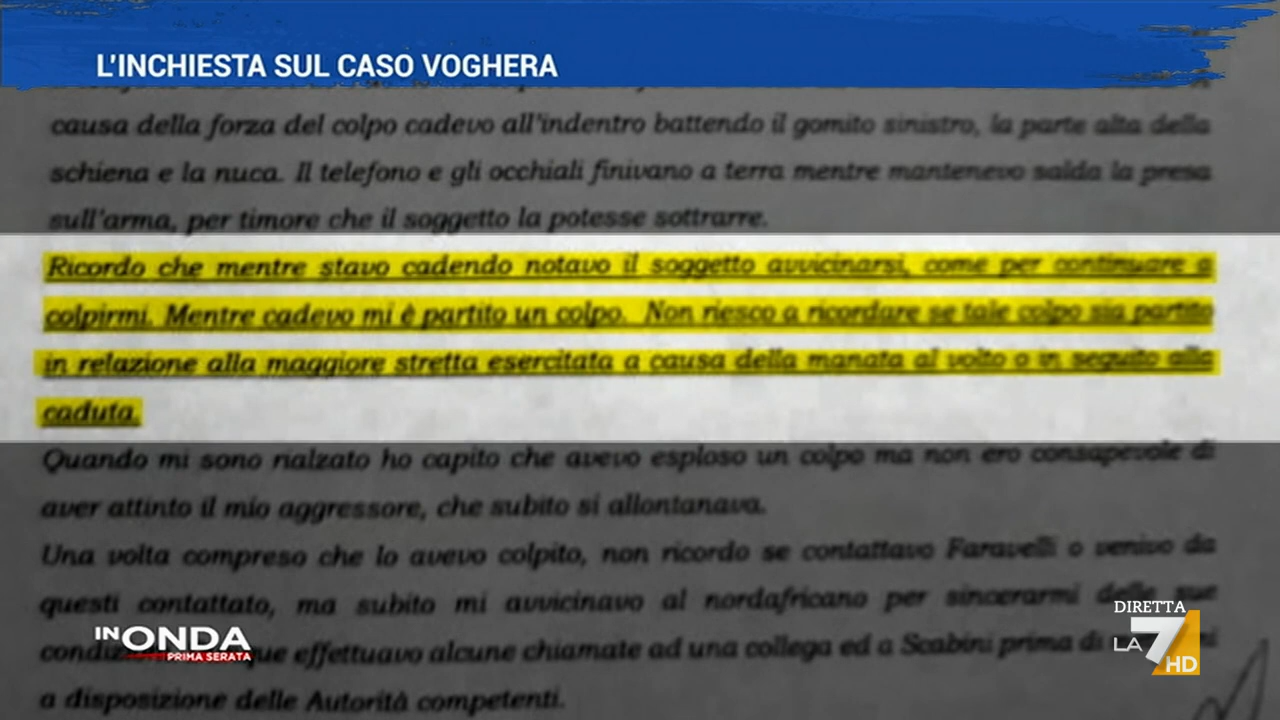 L'INCHIESTA SUL CASO VOGHERA
causa della forza del colpo cadevo all'indentro battendo il gomito sinistro, la parte alta della
schiena e la nuca. Il telefono e gli occhiali finivano a terra mentre mantenevo salda la presa
sull'arma, per timore che il soggetto la potesse sottrarre.
Ricordo che mentre stavo cadendo notavo il soggetto avvicinarsi, come per continuare a
colpirmi. Mentre cadevo mi è partito un colpo. Non riesco a ricordare se tale colpo sia partito
in relazione alla maggiore stretta esercitata a causa della manata al volto o in seguito alla
caduta.
Quando mi sono rialzato ho capito che avevo esploso un colpo ma non ero consapevole di
aver attinto il mio aggressore, che subito si allontanava.
Una volta compreso che lo avevo colpito, non ricordo se contattavo Faravelli o venivo da
questi contattato, ma subito mi avvicinavo al nordafricano per sincerarmi delle sue
effettuavo alcune chiamate ad una collega ed a Scabini prima di
a disposizione delle Autorità competenti.
IN ONDA
PRIMA SERATA
DIRETTA
LA 7 HD